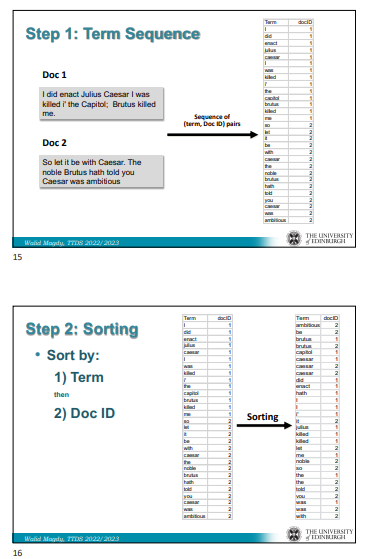 Step 1: Term Sequence
Doc 1
I did enact Julius Caesar I was
killed i' the Capitol; Brutus killed
me.
Doc 2
So let it be with Caesar. The
noble Brutus hath told you
Caesar was ambitious
Sequence of
(term, Doc ID) pairs
Term docID
I 1
did 1
enact 1
julius 1
caesar 1
I 1
was 1
killed 1
i' 1
the 1
capitol 1
brutus 1
killed 1
me 1
so 2
let 2
it 2
be 2
with 2
caesar 2
the 2
noble 2
brutus 2
hath 2
told 2
you 2
caesar 2
was 2
ambitious 2
Walid Magdy, TTDS 2022/2023
THE UNIVERSITY
of EDINBURGH
15
Step 2: Sorting
• Sort by:
1) Term
then
2) Doc ID
Term docID
I 1
did 1
enact 1
julius 1
caesar 1
I 1
was 1
killed 1
i' 1
the 1
capitol 1
brutus 1
killed 1
me 1
so 2
let 2
it 2
be 2
with 2
caesar 2
the 2
noble 2
brutus 2
hath 2
told 2
you 2
caesar 2
was 2
ambitious 2
Sorting
Term docID
ambitious 2
be 2
brutus 1
brutus 2
capitol 1
caesar 1
caesar 2
caesar 2
did 1
enact 1
hath 1
I 1
I 1
i' 1
it 2
julius 1
killed 1
killed 1
let 2
me 1
noble 2
so 2
the 1
the 2
told 2
you 2
was 1
was 2
with 2
Walid Magdy, TTDS 2022/2023
THE UNIVERSITY
of EDINBURGH
16